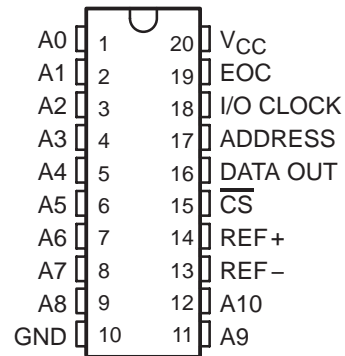 A0 1 20 VCC
A1 2 19 EOC
A2 3 18 I/O CLOCK
A3 4 17 ADDRESS
A4 5 16 DATA OUT
A5 6 15 C̅S̅
A6 7 14 REF+
A7 8 13 REF−
A8 9 12 A10
GND 10 11 A9